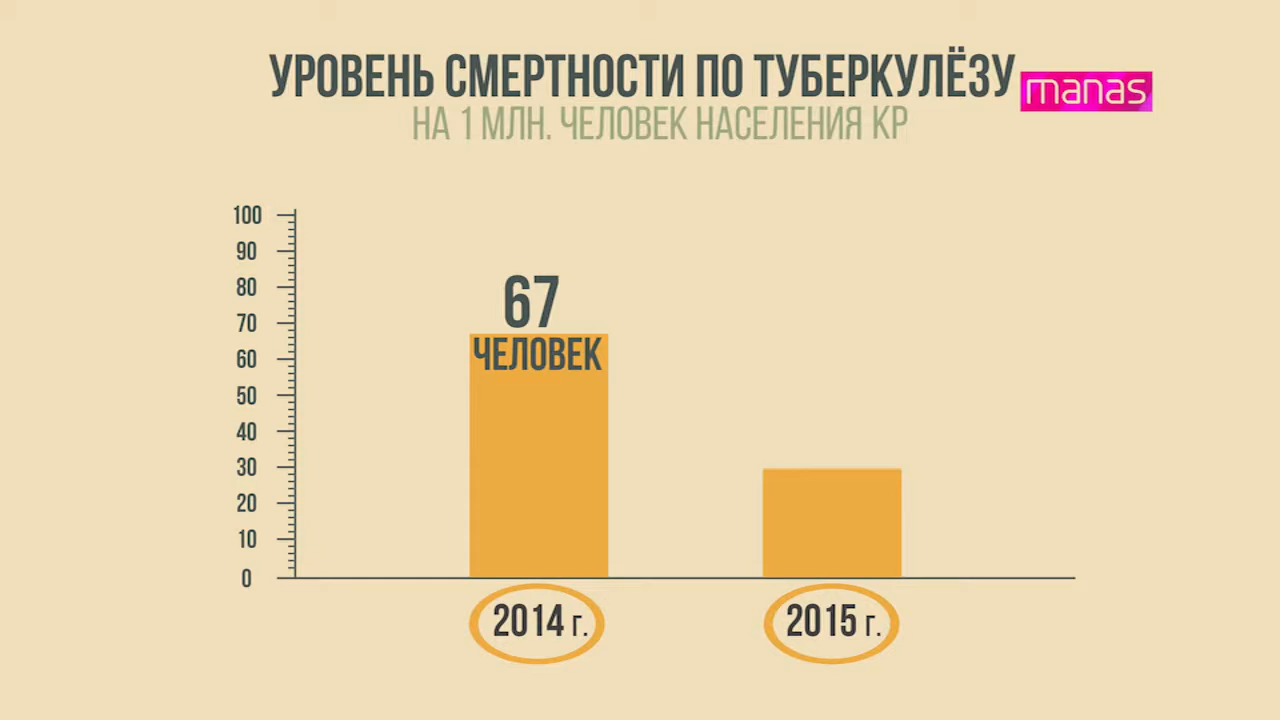 УРОВЕНЬ СМЕРТНОСТИ ПО ТУБЕРКУЛЁЗУ
manas
НА 1 МЛН. ЧЕЛОВЕК НАСЕЛЕНИЯ КР
100
90
80
70
60
50
40
30
20
10
0
67
ЧЕЛОВЕК
2014 г.
2015 г.